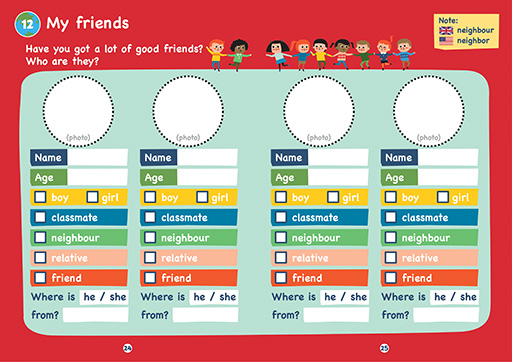 12 My friends
Have you got a lot of good friends?
Who are they?
Note:
neighbour
neighbor
(photo)
Name
Age
boy girl
classmate
neighbour
relative
friend
Where is he / she
from?
(photo)
Name
Age
boy girl
classmate
neighbour
relative
friend
Where is he / she
from?
24
(photo)
Name
Age
boy girl
classmate
neighbour
relative
friend
Where is he / she
from?
(photo)
Name
Age
boy girl
classmate
neighbour
relative
friend
Where is he / she
from?
25